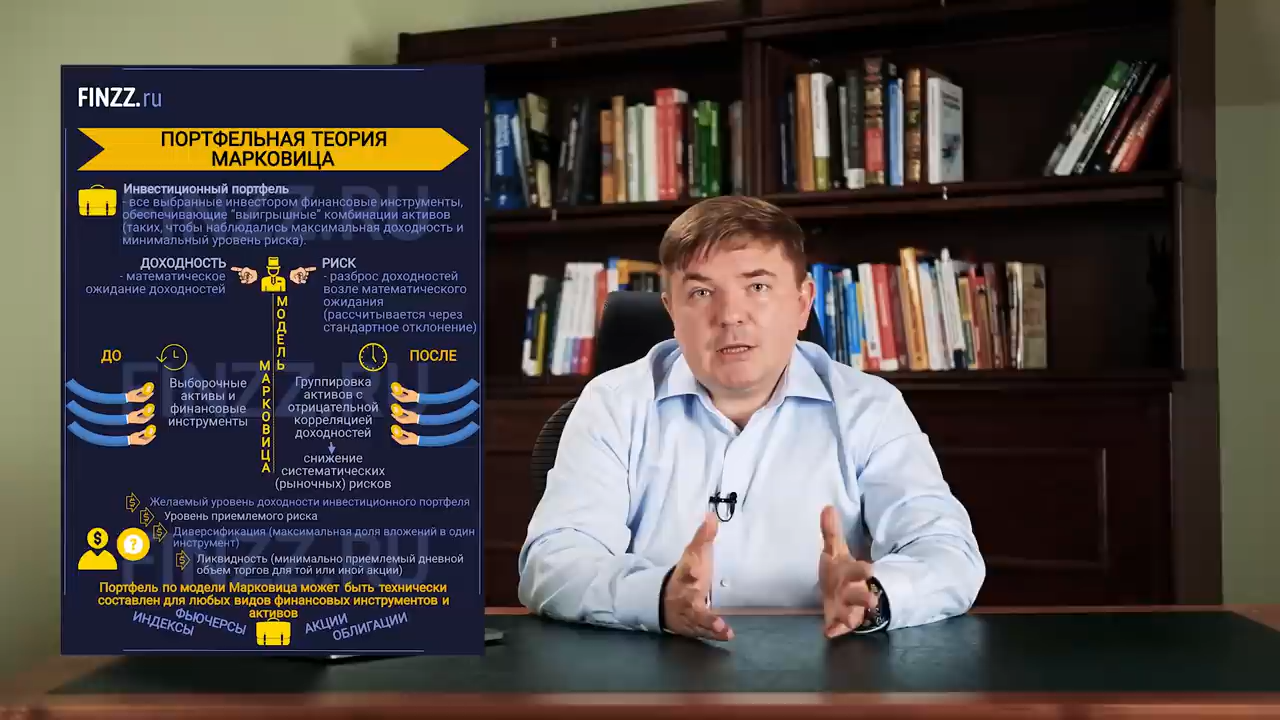 FINZZ.ru
ПОРТФЕЛЬНАЯ ТЕОРИЯ
МАРКОВИЦА
Инвестиционный портфель
- все выбранные инвестором финансовые инструменты,
обеспечивающие "выигрышные" комбинации активов
(таких, чтобы наблюдались максимальная доходность и
минимальный уровень риска).
ДОХОДНОСТЬ
- математическое
ожидание доходностей
РИСК
- разброс доходностей
возле математического
ожидания
(рассчитывается через
стандартное отклонение)
МОДЕЛЬ
МАРКОВИЦА
ДО
Выборочные
активы и
финансовые
инструменты
ПОСЛЕ
Группировка
активов с
отрицательной
корреляцией
доходностей
снижение
систематических
(рыночных) рисков
Желаемый уровень доходности инвестиционного портфеля
Уровень приемлемого риска
Диверсификация (максимальная доля вложений в один
инструмент)
Ликвидность (минимально приемлемый дневной
объем торгов для той или иной акции)
Портфель по модели Марковица может быть технически
составлен для любых видов финансовых инструментов и
активов
ИНДЕКСЫ
ФЬЮЧЕРСЫ
АКЦИИ
ОБЛИГАЦИИ